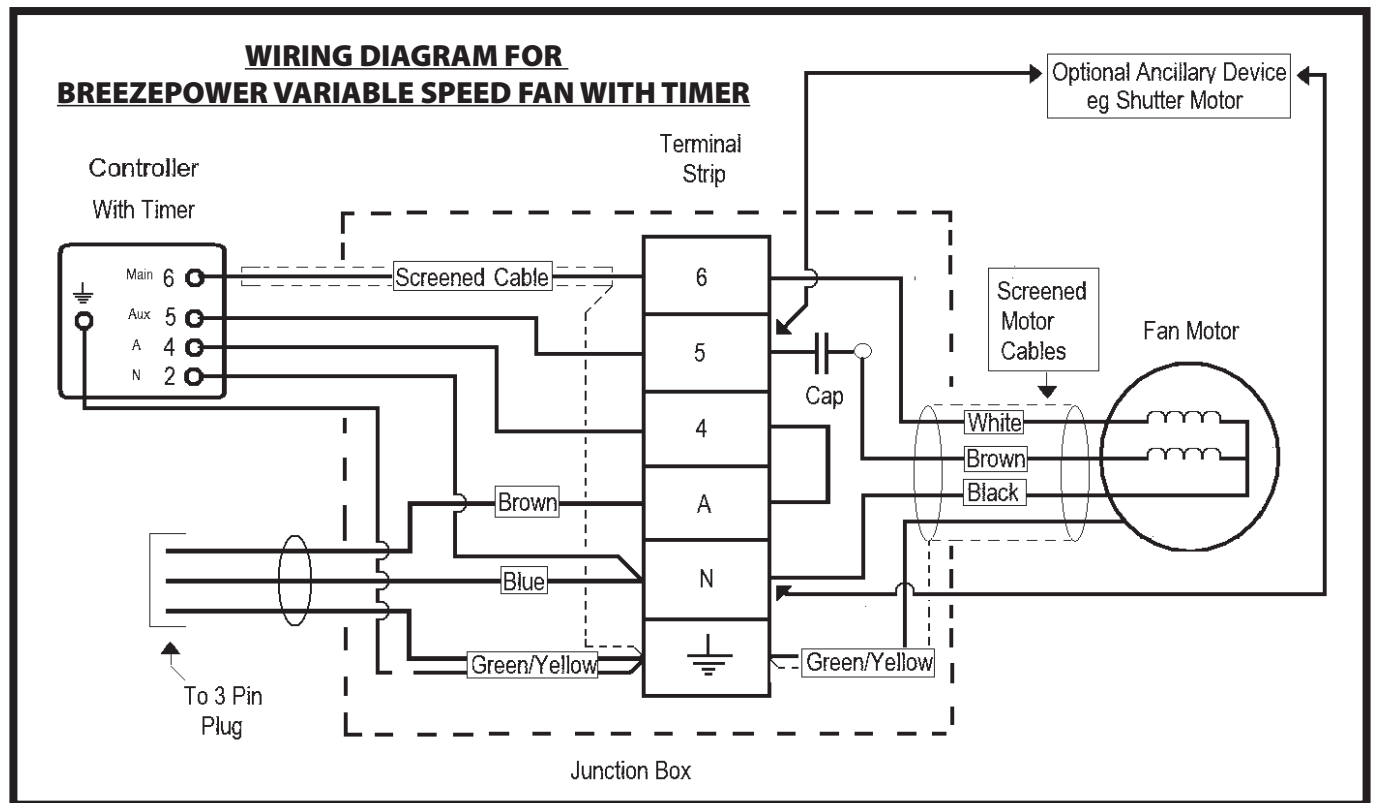 WIRING DIAGRAM FOR
BREEZEPOWER VARIABLE SPEED FAN WITH TIMER
Optional Ancillary Device
eg Shutter Motor
Controller
With Timer
Terminal
Strip
Main 6
Aux 5
A 4
N 2
Screened Cable
6
5
4
A
N
Cap
Screened
Motor
Cables
Fan Motor
White
Brown
Black
Green/Yellow
Brown
Blue
Green/Yellow
To 3 Pin
Plug
Junction Box